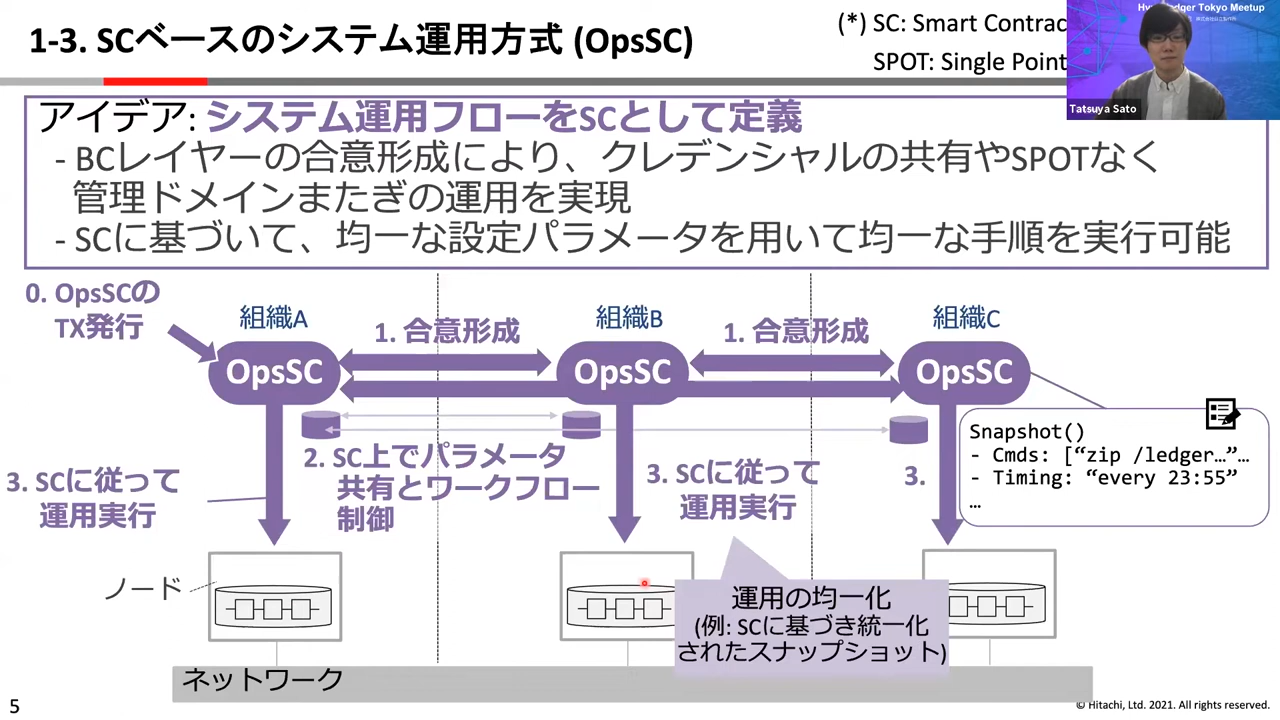 1-3. SCベースのシステム運用方式 (OpsSC)
(*) SC: Smart Contrac
SPOT: Single Point
Hyperledger Tokyo Meetup
Tatsuya Sato
アイデア: システム運用フローをSCとして定義
- BCレイヤーの合意形成により、クレデンシャルの共有やSPOTなく
管理ドメインまたぎの運用を実現
- SCに基づいて、均一な設定パラメータを用いて均一な手順を実行可能
0. OpsSCの
TX発行
組織A
組織B
組織C
1. 合意形成
1. 合意形成
OpsSC
OpsSC
OpsSC
Snapshot()
- Cmds: [“zip /ledger…”…
- Timing: “every 23:55”
…
2. SC上でパラメータ
共有とワークフロー
制御
3. SCに従って
運用実行
3. SCに従って
運用実行
3.
ノード
運用の均一化
(例: SCに基づき統一化
されたスナップショット)
ネットワーク
5
© Hitachi, Ltd. 2021. All rights reserved.